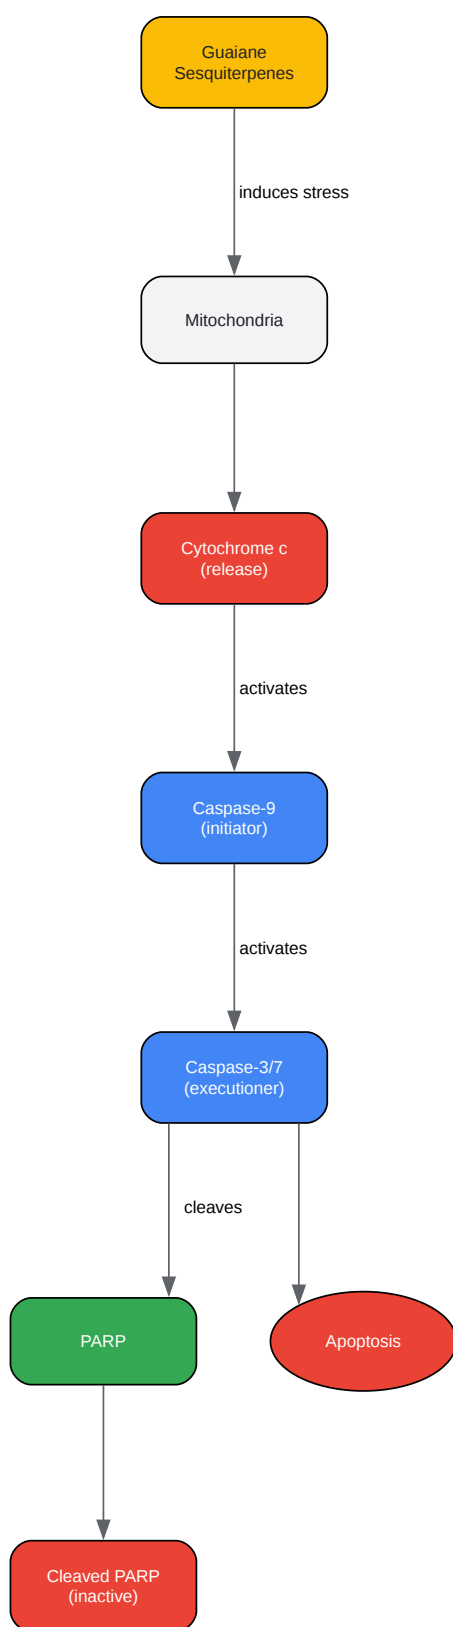 Guaiane
Sesquiterpenes
induces stress
Mitochondria
Cytochrome c
(release)
activates
Caspase-9
(initiator)
activates
Caspase-3/7
(executioner)
cleaves
PARP
Apoptosis
Cleaved PARP
(inactive)